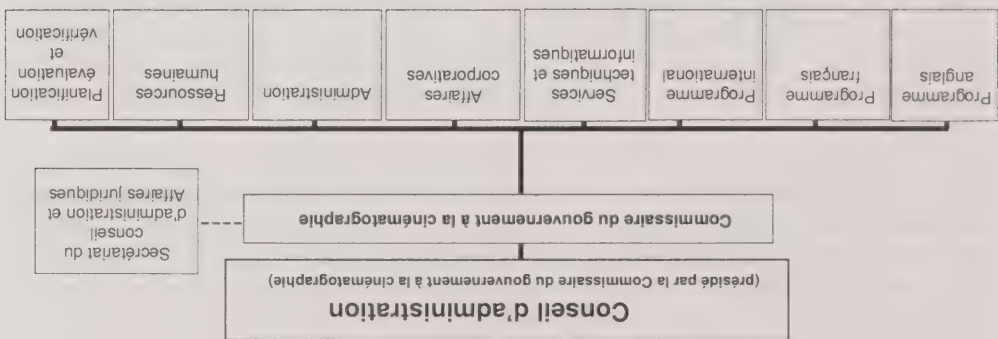 Conseil d'administration
(présidé par la Commissaire du gouvernement à la cinématographie)
Commissaire du gouvernement à la cinématographie
Secrétariat du
conseil
d'administration et
Affaires juridiques
Programme
anglais
Programme
français
Programme
international
Services
techniques et
informatiques
Affaires
corporatives
Administration
Ressources
humaines
Planification
évaluation
et
vérification